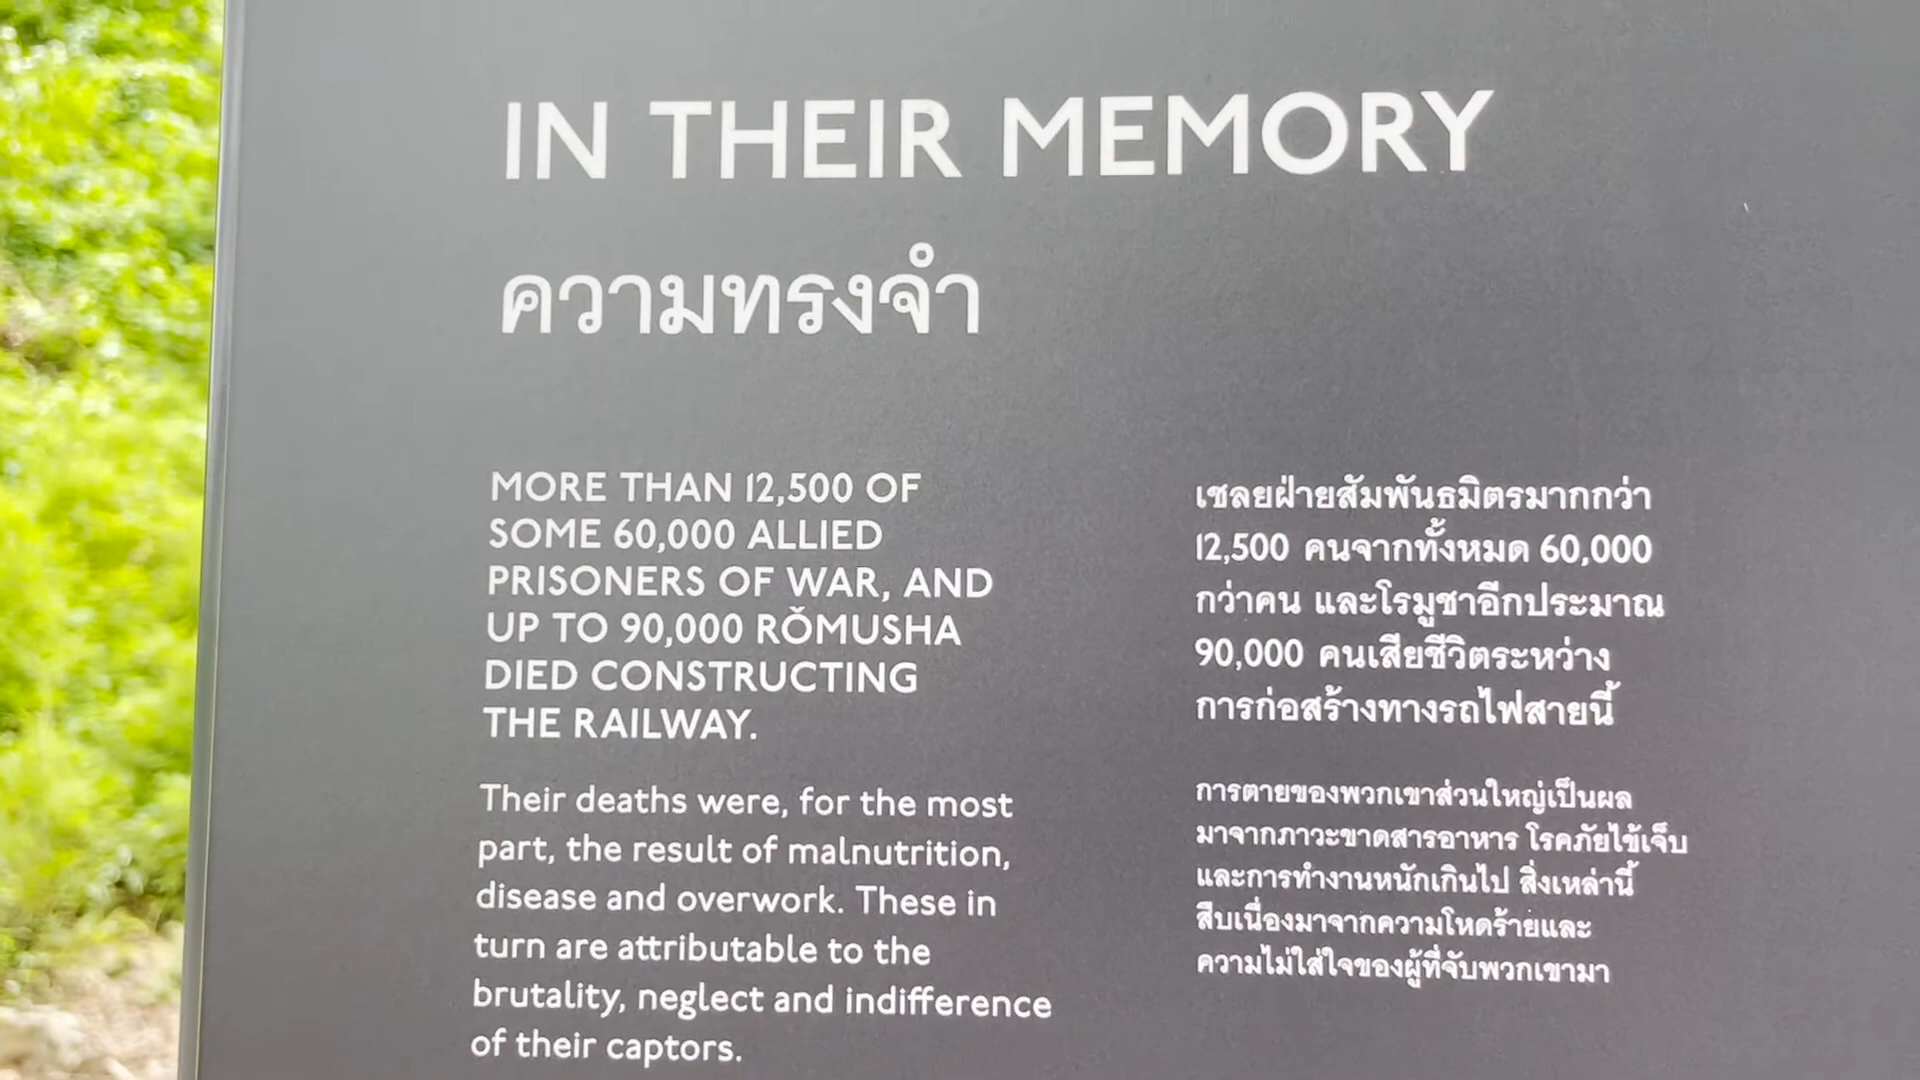 IN THEIR MEMORY
ความทรงจำ
MORE THAN 12,500 OF
SOME 60,000 ALLIED
PRISONERS OF WAR, AND
UP TO 90,000 RǑMUSHA
DIED CONSTRUCTING
THE RAILWAY.
Their deaths were, for the most
part, the result of malnutrition,
disease and overwork. These in
turn are attributable to the
brutality, neglect and indifference
of their captors.
เชลยฝ่ายสัมพันธมิตรมากกว่า
12,500 คนจากทั้งหมด 60,000
กว่าคน และโรมูชาอีกประมาณ
90,000 คนเสียชีวิตระหว่าง
การก่อสร้างทางรถไฟสายนี้
การตายของพวกเขาส่วนใหญ่เป็นผล
มาจากภาวะขาดสารอาหาร โรคภัยไข้เจ็บ
และการทำงานหนักเกินไป สิ่งเหล่านี้
สืบเนื่องมาจากความโหดร้ายและ
ความไม่ใส่ใจของผู้ที่จับพวกเขามา